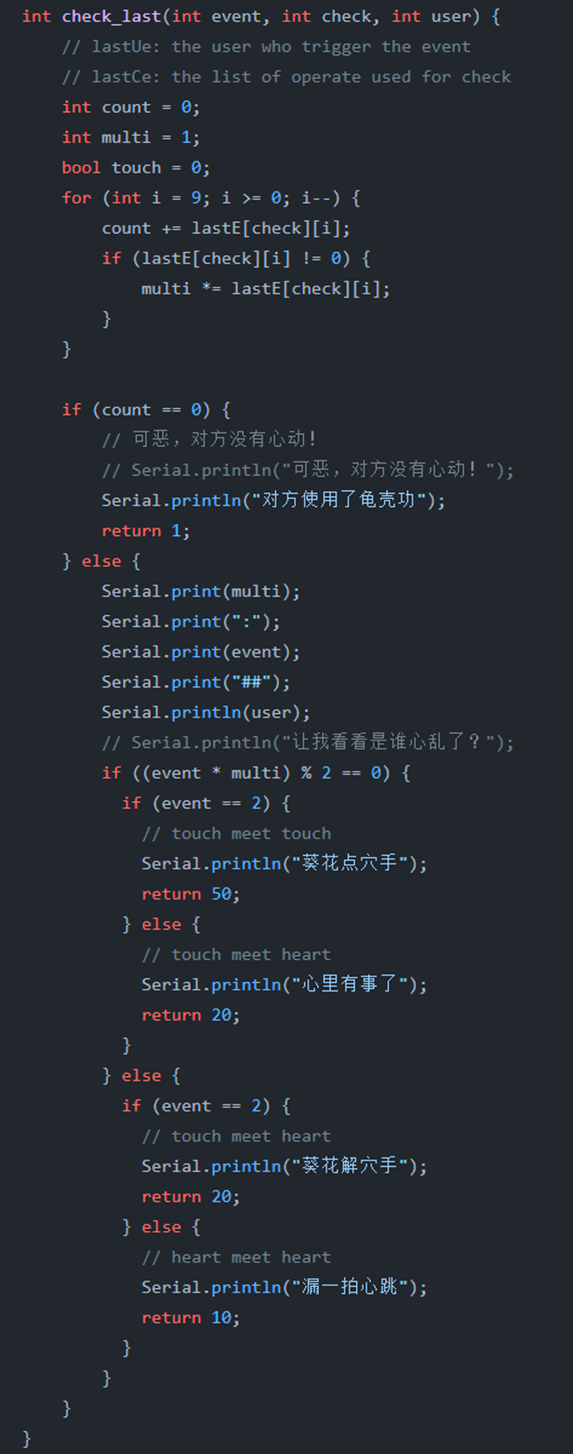 int check_last(int event, int check, int user) {
    // lastUe: the user who trigger the event
    // lastCe: the list of operate used for check
    int count = 0;
    int multi = 1;
    bool touch = 0;
    for (int i = 9; i >= 0; i--) {
        count += lastE[check][i];
        if (lastE[check][i] != 0) {
            multi *= lastE[check][i];
        }
    }

    if (count == 0) {
        // 可恶，对方没有心动！
        // Serial.println("可恶，对方没有心动！");
        Serial.println("对方使用了龟壳功");
        return 1;
    } else {
        Serial.print(multi);
        Serial.print(":");
        Serial.print(event);
        Serial.print("##");
        Serial.println(user);
        // Serial.println("让我看看是谁心乱了？");
        if ((event * multi) % 2 == 0) {
          if (event == 2) {
            // touch meet touch
            Serial.println("葵花点穴手");
            return 50;
          } else {
            // touch meet heart
            Serial.println("心里有事了");
            return 20;
          }
        } else {
          if (event == 2) {
            // touch meet heart
            Serial.println("葵花解穴手");
            return 20;
          } else {
            // heart meet heart
            Serial.println("漏一拍心跳");
            return 10;
          }
        }
    }
}